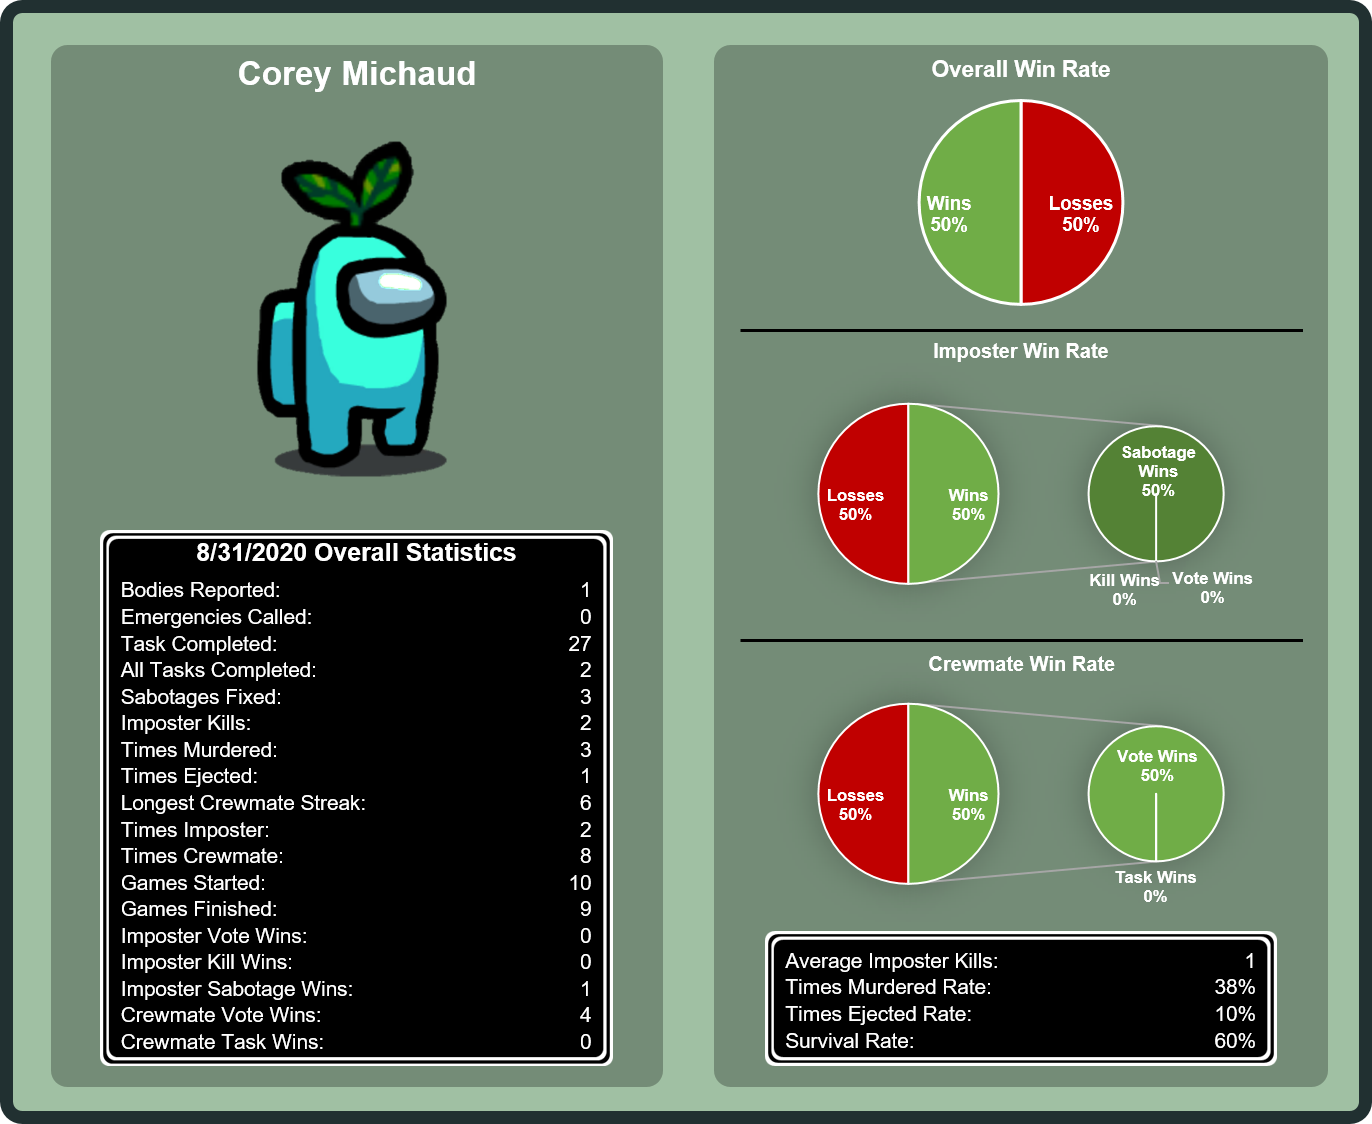 Corey Michaud
8/31/2020 Overall Statistics
Bodies Reported: 1
Emergencies Called: 0
Task Completed: 27
All Tasks Completed: 2
Sabotages Fixed: 3
Imposter Kills: 2
Times Murdered: 3
Times Ejected: 1
Longest Crewmate Streak: 6
Times Imposter: 2
Times Crewmate: 8
Games Started: 10
Games Finished: 9
Imposter Vote Wins: 0
Imposter Kill Wins: 0
Imposter Sabotage Wins: 1
Crewmate Vote Wins: 4
Crewmate Task Wins: 0
Overall Win Rate
Wins
50%
Losses
50%
Imposter Win Rate
Losses
50%
Wins
50%
Sabotage
Wins
50%
Kill Wins
0%
Vote Wins
0%
Crewmate Win Rate
Losses
50%
Wins
50%
Vote Wins
50%
Task Wins
0%
Average Imposter Kills: 1
Times Murdered Rate: 38%
Times Ejected Rate: 10%
Survival Rate: 60%